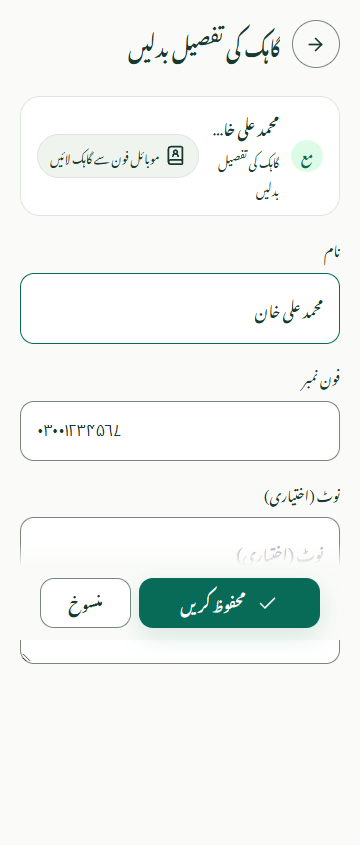 گاہک کی تفصیل بدلیں
مع
محمد علی خا...
گاہک کی تفصیل
بدلیں
موبائل فون سے گاہک لائیں
نام
محمد علی خان
فون نمبر
۰۳۰۰۱۲۳۴۵۶۷
نوٹ (اختیاری)
نوٹ (اختیاری)
محفوظ کریں
منسوخ